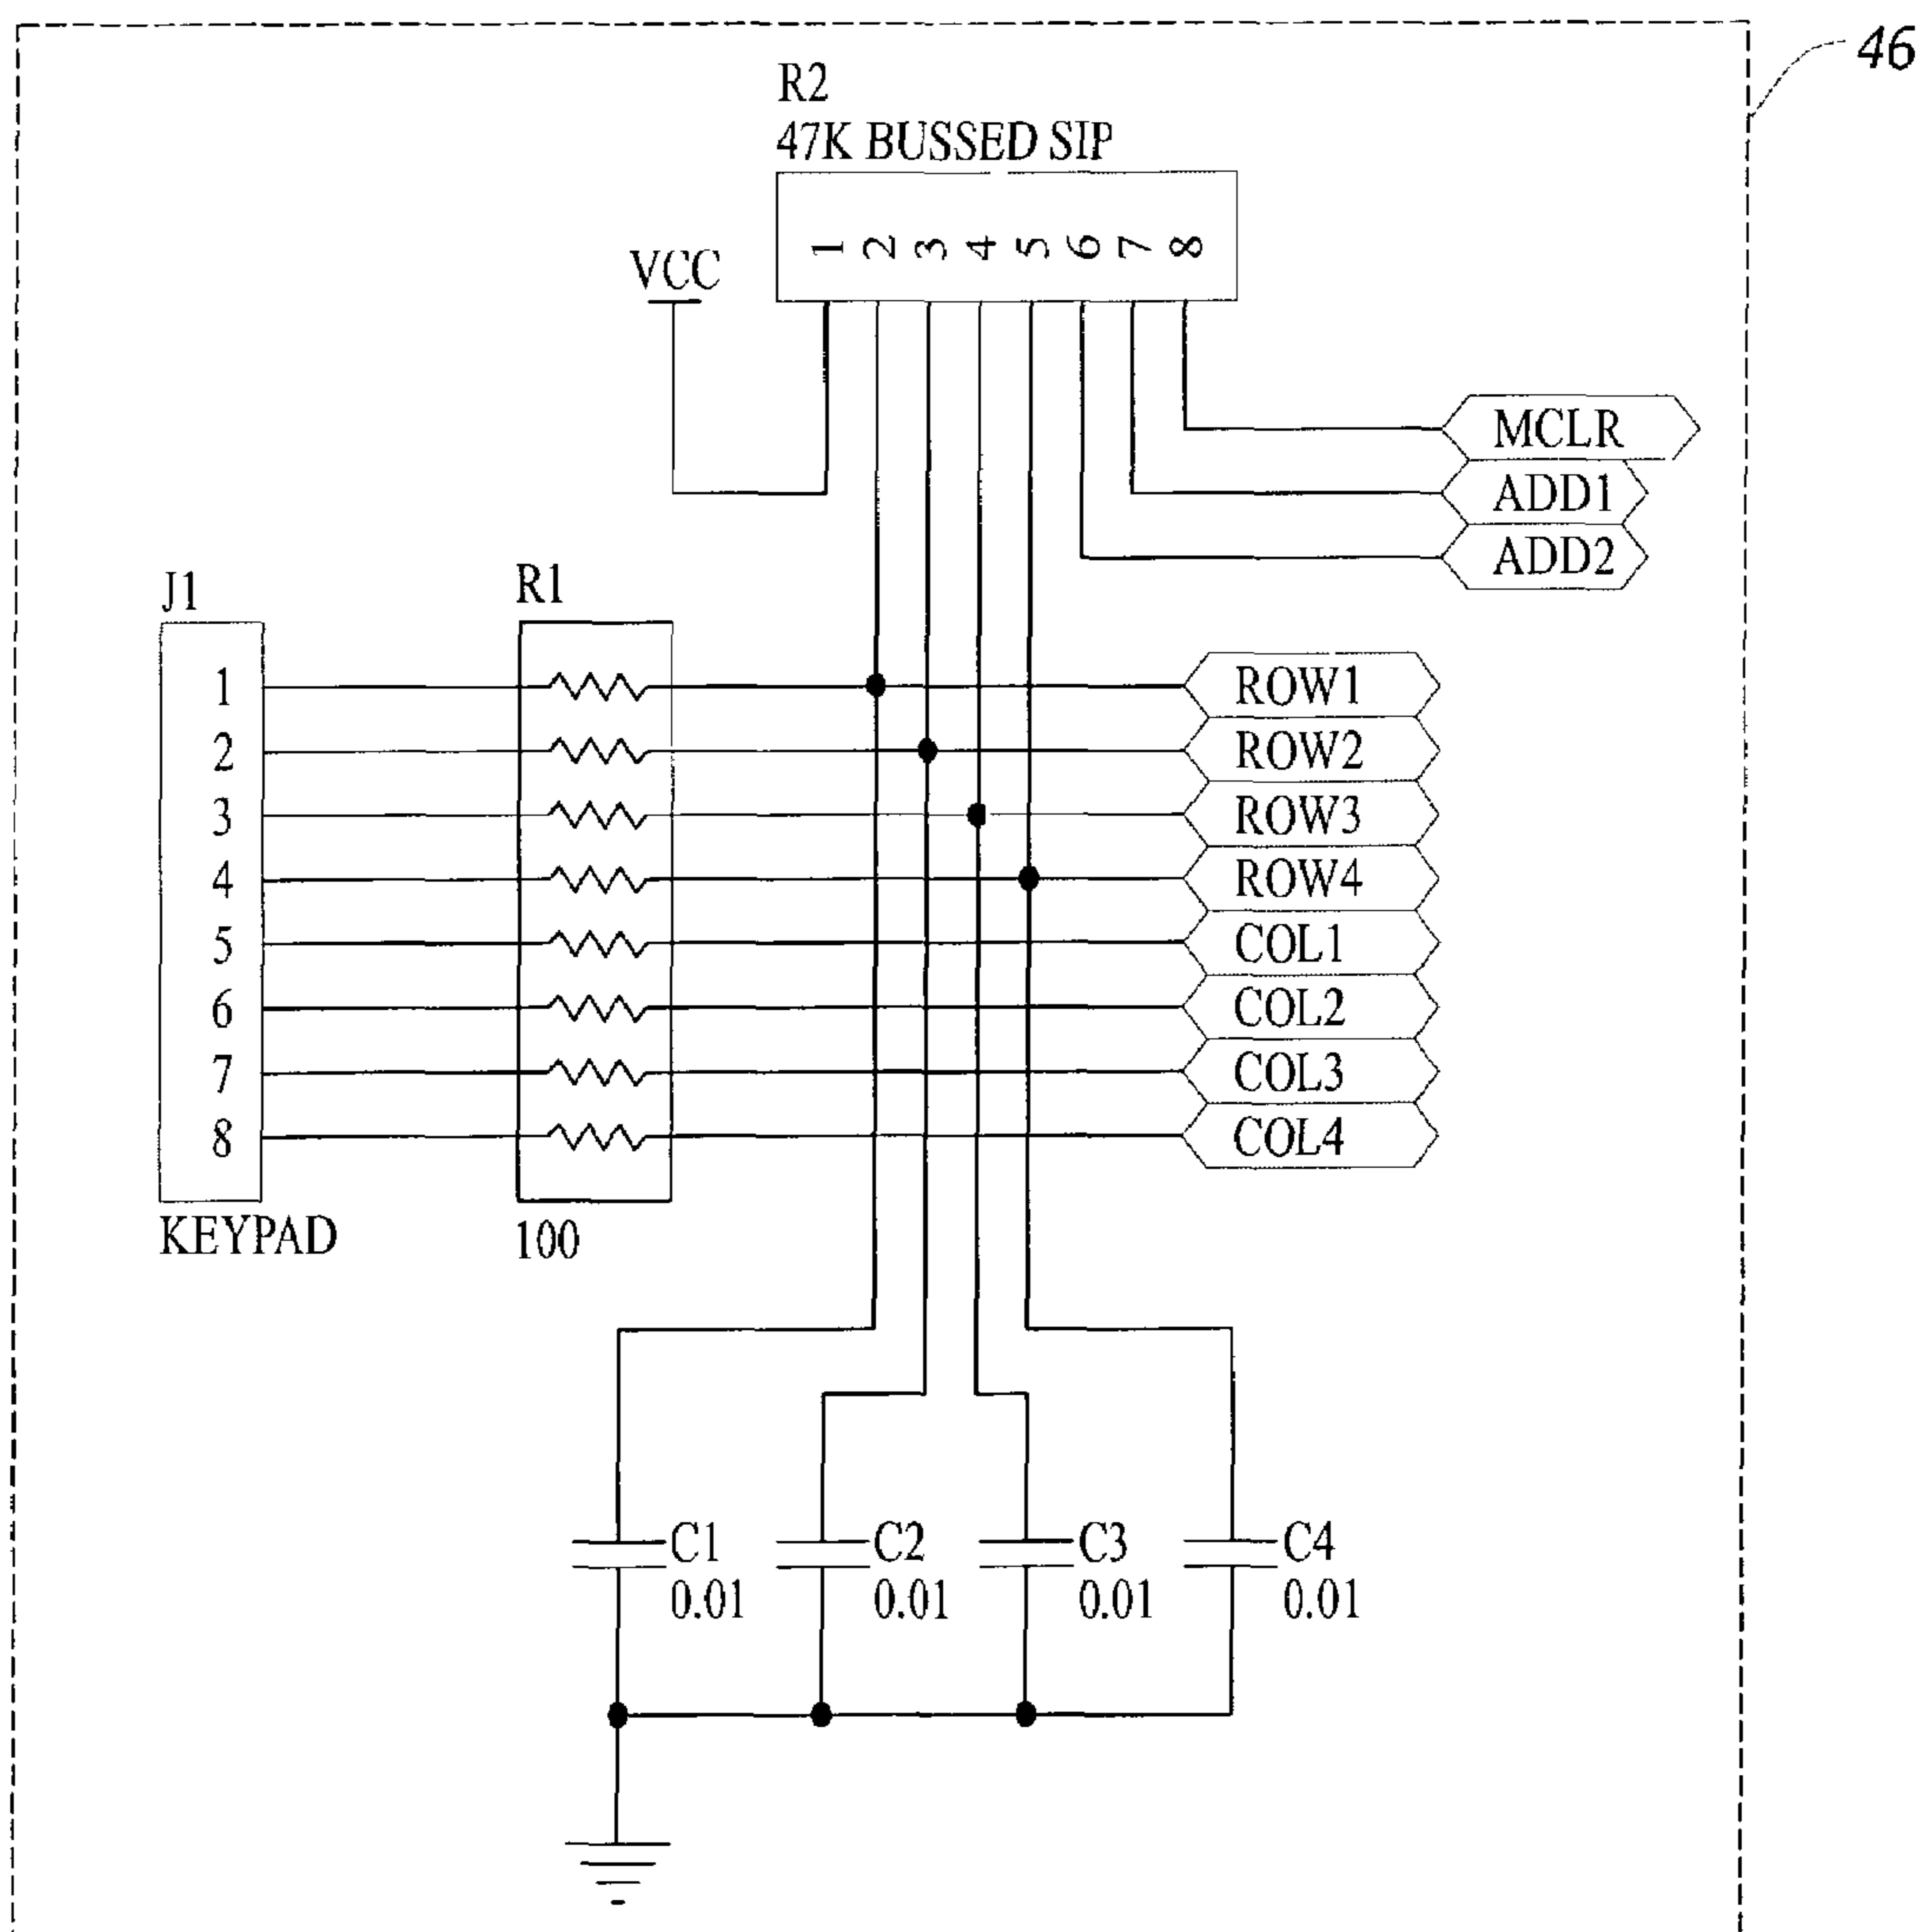 46
R2
47K BUSSED SIP
1 2 3 4 5 6 7 8
VCC
MCLR
ADD1
ADD2
J1
R1
1
ROW1
2
ROW2
3
ROW3
4
ROW4
5
COL1
6
COL2
7
COL3
8
COL4
KEYPAD
100
C1
0.01
C2
0.01
C3
0.01
C4
0.01